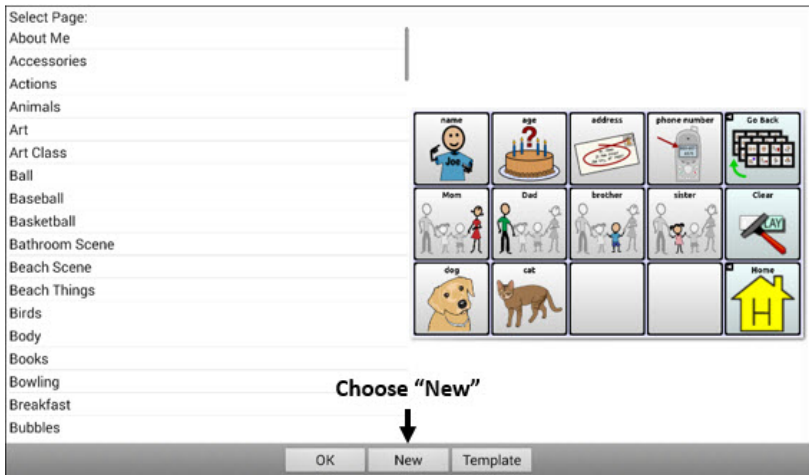 Select Page:
About Me
Accessories
Actions
Animals
Art
Art Class
Ball
Baseball
Basketball
Bathroom Scene
Beach Scene
Beach Things
Birds
Body
Books
Bowling
Breakfast
Bubbles
name
age
address
phone number
Go Back
Joe
Mom
Dad
brother
sister
Clear
LAY
dog
cat
Home
H
Choose “New”
OK
New
Template